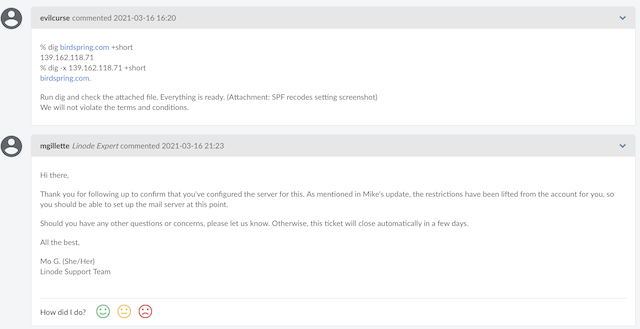 evilcurse commented 2021-03-16 16:20
% dig birdspring.com +short
139.162.118.71
% dig -x 139.162.118.71 +short
birdspring.com.
Run dig and check the attached file. Everything is ready. (Attachment: SPF recodes setting screenshot)
We will not violate the terms and conditions.
mgillette Linode Expert commented 2021-03-16 21:23
Hi there,
Thank you for following up to confirm that you've configured the server for this. As mentioned in Mike's update, the restrictions have been lifted from the account for you, so
you should be able to set up the mail server at this point.
Should you have any other questions or concerns, please let us know. Otherwise, this ticket will close automatically in a few days.
All the best,
Mo G. (She/Her)
Linode Support Team
How did I do?